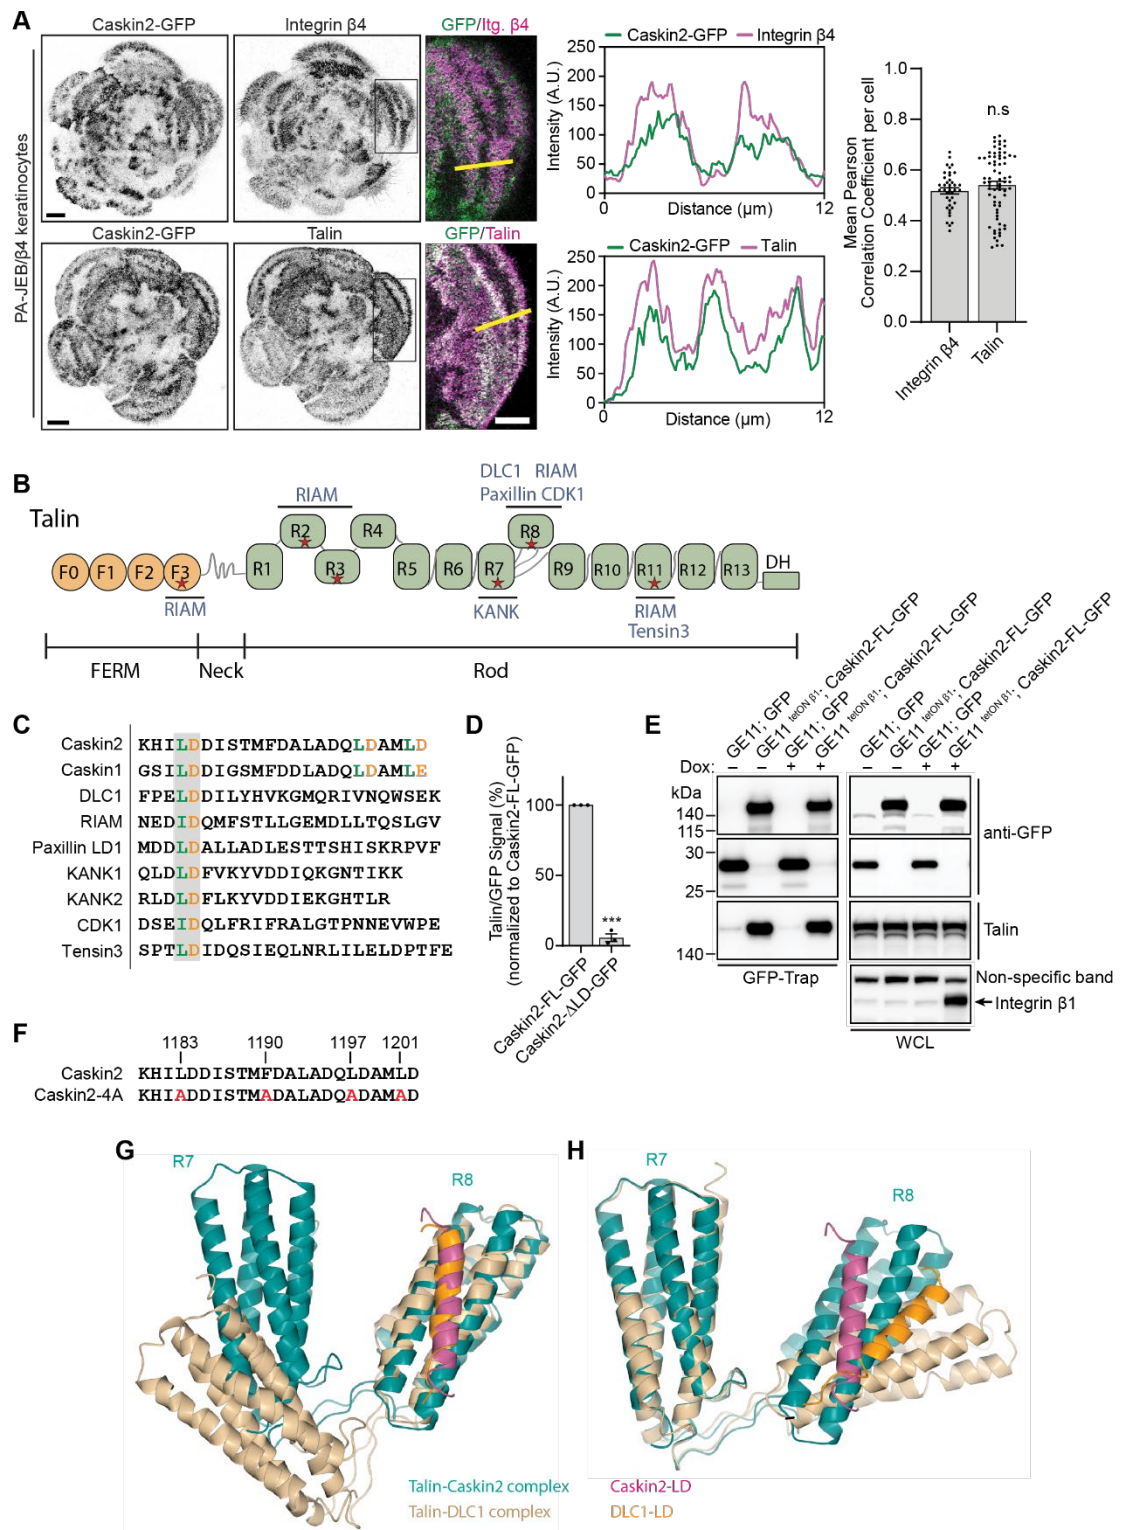 A
Caskin2-GFP
Integrin β4
GFP/Itg. β4
PA-JEB/β4 keratinocytes
Caskin2-GFP
Talin
GFP/Talin
Caskin2-GFP Integrin β4
Intensity (A.U.)
250
200
150
100
50
0
0
12
Distance (µm)
Caskin2-GFP Talin
Intensity (A.U.)
250
200
150
100
50
0
0
12
Distance (µm)
Mean Pearson
Correlation Coefficient per cell
1.0
0.8
0.6
0.4
0.2
0.0
n.s
Integrin β4
Talin
B
Talin
DLC1 RIAM
Paxillin CDK1
RIAM
F0 F1 F2 F3 R1 R2 R3 R4 R5 R6 R7 R8 R9 R10 R11 R12 R13 DH
RIAM
KANK
RIAM
Tensin3
FERM Neck Rod
C
Caskin2 KHILDDISTMFDALADQLDAMLD
Caskin1 GSILDDIGSMFDDLADQLDAMLE
DLC1 FPELDDILYHVKGMQRIVNQWSEK
RIAM NEDIDQMFSTLLGEMDLLTQSLGV
Paxillin LD1 MDDLDALLADLESTTSHISKRPVF
KANK1 QLDLDFVKYVDDIQKGNTIKK
KANK2 RLDLDFLKYVDDIEKGHTLR
CDK1 DSEIDQLFRIFRALGTPNNEVWPE
Tensin3 SPTLDIDQSIEQLNRLILELDPTFE
D
Talin/GFP Signal (%)
(normalized to Caskin2-FL-GFP)
100
50
0
***
Caskin2-FL-GFP
Caskin2-ΔLD-GFP
E
GE11; GFP
GE11 tetON β1; Caskin2-FL-GFP
GE11; GFP
GE11 tetON β1; Caskin2-FL-GFP
GE11; GFP
GE11 tetON β1; Caskin2-FL-GFP
GE11; GFP
GE11 tetON β1; Caskin2-FL-GFP
Dox: − − + + − − + +
kDa
140
115
30
25
140
anti-GFP
Talin
Non-specific band
Integrin β1
GFP-Trap
WCL
F
1183 1190 1197 1201
Caskin2 KHILDDISTMFDALADQLDAMLD
Caskin2-4A KHIADDISTMADALADQADAMAD
G
R7
R8
H
R7
R8
Talin-Caskin2 complex
Talin-DLC1 complex
Caskin2-LD
DLC1-LD